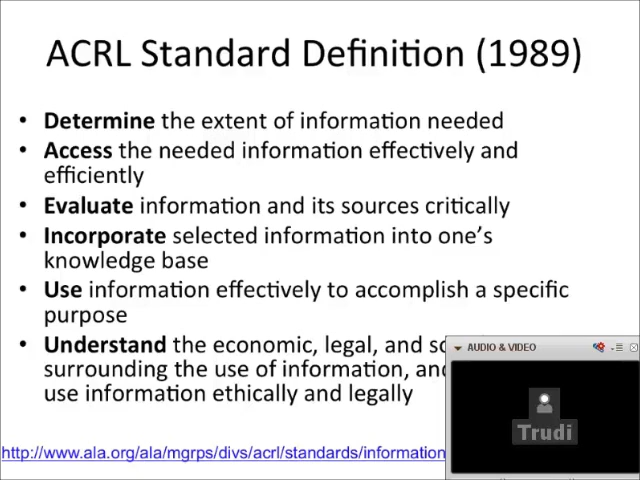 ACRL Standard Definition (1989)
• Determine the extent of information needed
• Access the needed information effectively and
efficiently
• Evaluate information and its sources critically
• Incorporate selected information into one's
knowledge base
• Use information effectively to accomplish a specific
purpose
• Understand the economic, legal, and
surrounding the use of information,
use information ethically and legally
AUDIO & VIDEO
Trudi
http://www.ala.org/ala/mgrps/divs/acrl/standards/information